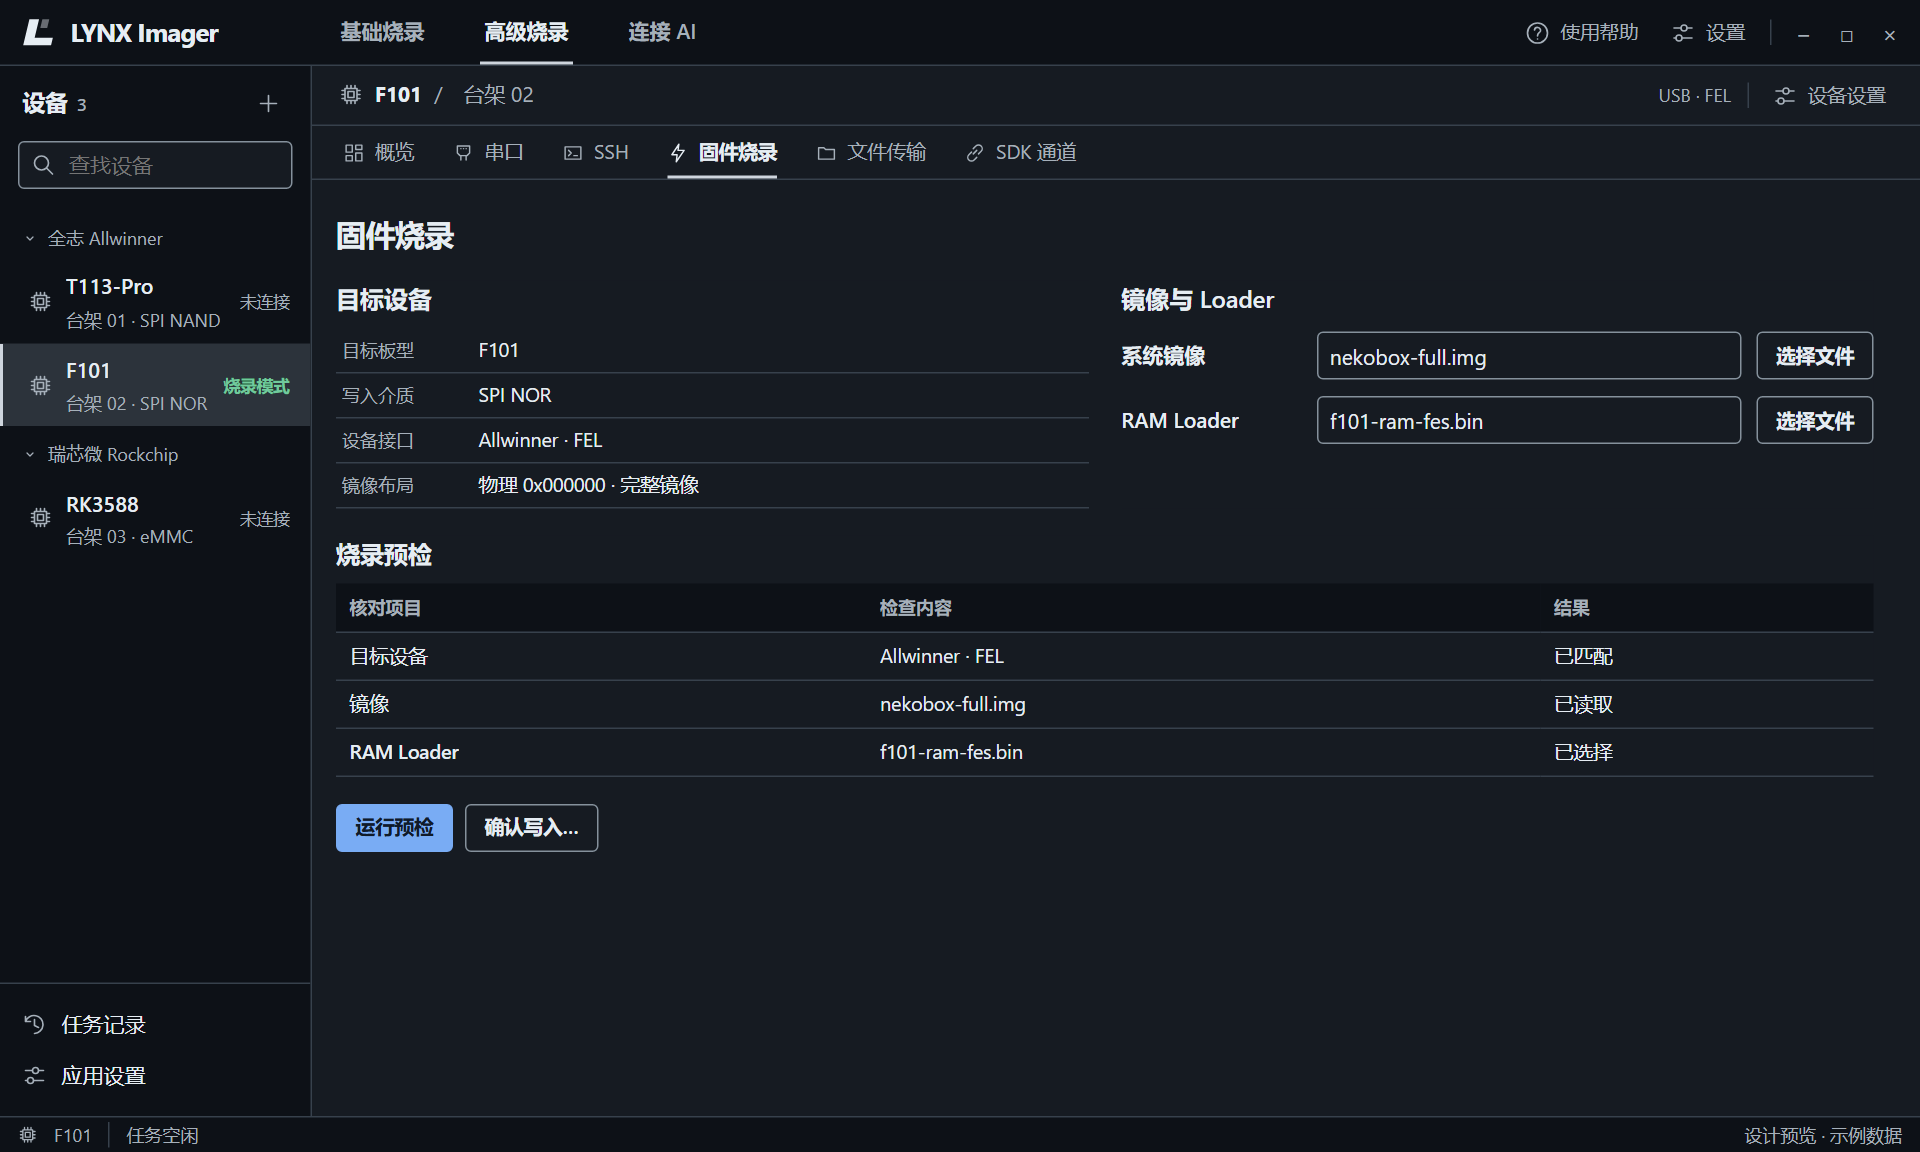 LYNX Imager
基础烧录 高级烧录 连接 AI
使用帮助 设置
设备 3
查找设备
全志 Allwinner
T113-Pro
台架 01 · SPI NAND
未连接
F101
台架 02 · SPI NOR
烧录模式
瑞芯微 Rockchip
RK3588
台架 03 · eMMC
未连接
任务记录
应用设置
F101 / 台架 02
USB · FEL
设备设置
概览 串口 SSH 固件烧录 文件传输 SDK 通道
固件烧录
目标设备
目标板型 F101
写入介质 SPI NOR
设备接口 Allwinner · FEL
镜像布局 物理 0x000000 · 完整镜像
镜像与 Loader
系统镜像 nekobox-full.img 选择文件
RAM Loader f101-ram-fes.bin 选择文件
烧录预检
核对项目 检查内容 结果
目标设备 Allwinner · FEL 已匹配
镜像 nekobox-full.img 已读取
RAM Loader f101-ram-fes.bin 已选择
运行预检 确认写入...
F101 任务空闲
设计预览 · 示例数据